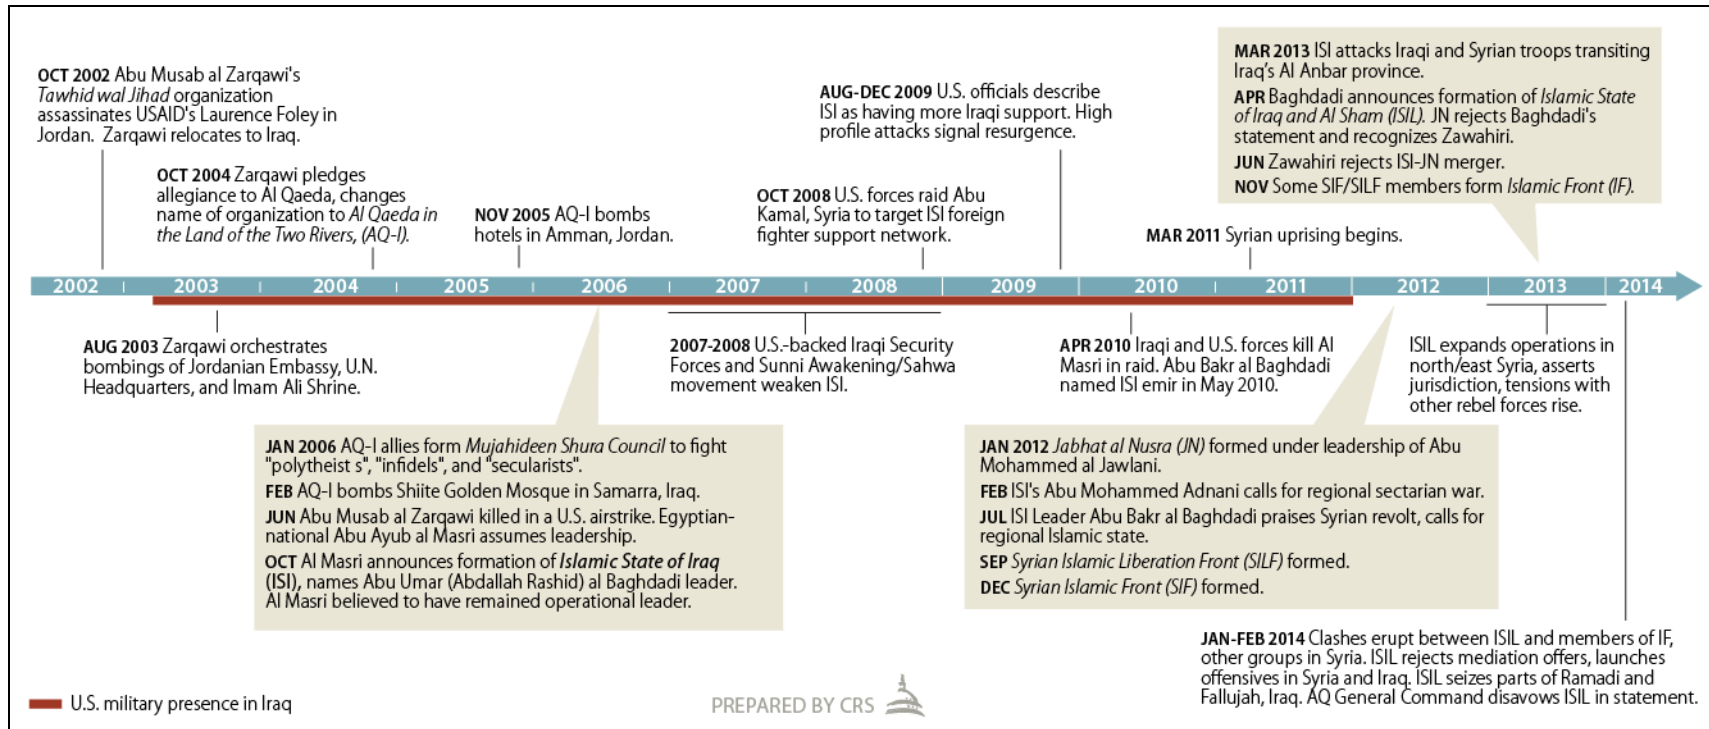 OCT 2002 Abu Musab al Zarqawi's
Tawhid wal Jihad organization
assassinates USAID's Laurence Foley in
Jordan. Zarqawi relocates to Iraq.
OCT 2004 Zarqawi pledges
allegiance to Al Qaeda, changes
name of organization to Al Qaeda in
the Land of the Two Rivers, (AQ-I).
NOV 2005 AQ-I bombs
hotels in Amman, Jordan.
AUG-DEC 2009 U.S. officials describe
ISI as having more Iraqi support. High
profile attacks signal resurgence.
OCT 2008 U.S. forces raid Abu
Kamal, Syria to target ISI foreign
fighter support network.
MAR 2011 Syrian uprising begins.
MAR 2013 ISI attacks Iraqi and Syrian troops transiting
Iraq's Al Anbar province.
APR Baghdadi announces formation of Islamic State
of Iraq and Al Sham (ISIL). JN rejects Baghdadi's
statement and recognizes Zawahiri.
JUN Zawahiri rejects ISI-JN merger.
NOV Some SIF/SILF members form Islamic Front (IF).
2002 2003 2004 2005 2006 2007 2008 2009 2010 2011 2012 2013 2014
AUG 2003 Zarqawi orchestrates
bombings of Jordanian Embassy, U.N.
Headquarters, and Imam Ali Shrine.
2007-2008 U.S.-backed Iraqi Security
Forces and Sunni Awakening/Sahwa
movement weaken ISI.
APR 2010 Iraqi and U.S. forces kill Al
Masri in raid. Abu Bakr al Baghdadi
named ISI emir in May 2010.
ISIL expands operations in
north/east Syria, asserts
jurisdiction, tensions with
other rebel forces rise.
JAN 2006 AQ-I allies form Mujahideen Shura Council to fight
"polytheist s", "infidels", and "secularists".
FEB AQ-I bombs Shiite Golden Mosque in Samarra, Iraq.
JUN Abu Musab al Zarqawi killed in a U.S. airstrike. Egyptian-
national Abu Ayub al Masri assumes leadership.
OCT Al Masri announces formation of Islamic State of Iraq
(ISI), names Abu Umar (Abdallah Rashid) al Baghdadi leader.
Al Masri believed to have remained operational leader.
JAN 2012 Jabhat al Nusra (JN) formed under leadership of Abu
Mohammed al Jawlani.
FEB ISI's Abu Mohammed Adnani calls for regional sectarian war.
JUL ISI Leader Abu Bakr al Baghdadi praises Syrian revolt, calls for
regional Islamic state.
SEP Syrian Islamic Liberation Front (SILF) formed.
DEC Syrian Islamic Front (SIF) formed.
JAN-FEB 2014 Clashes erupt between ISIL and members of IF,
other groups in Syria. ISIL rejects mediation offers, launches
offensives in Syria and Iraq. ISIL seizes parts of Ramadi and
Fallujah, Iraq. AQ General Command disavows ISIL in statement.
U.S. military presence in Iraq
PREPARED BY CRS